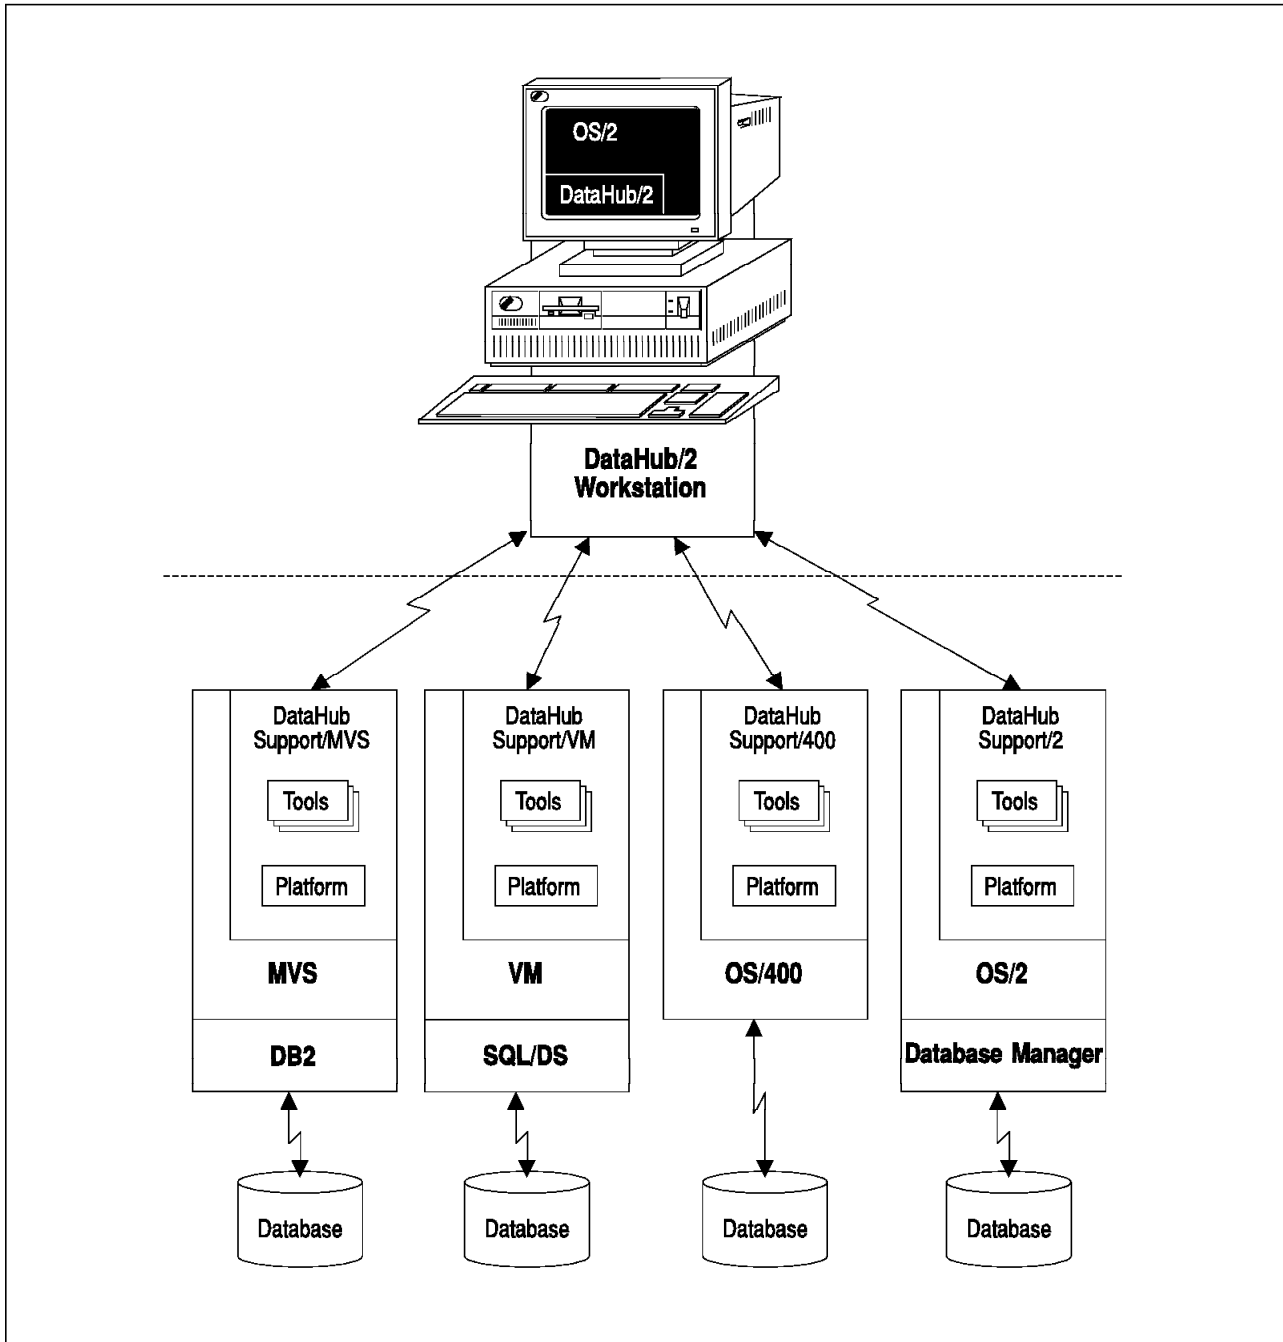 OS/2
DataHub/2
DataHub/2
Workstation
DataHub
Support/MVS
Tools
Platform
MVS
DB2
Database
DataHub
Support/VM
Tools
Platform
VM
SQL/DS
Database
DataHub
Support/400
Tools
Platform
OS/400
Database
DataHub
Support/2
Tools
Platform
OS/2
Database Manager
Database